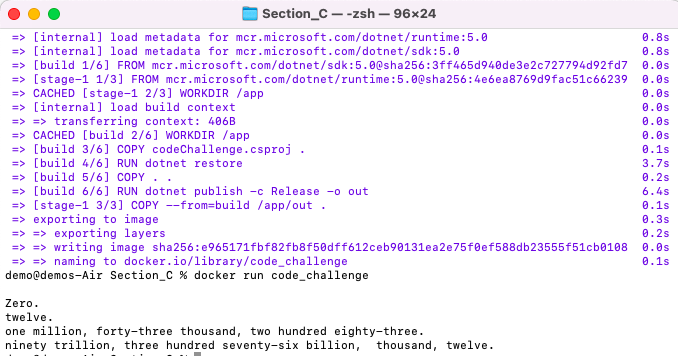 Section_C — -zsh — 96×24
=> [internal] load metadata for mcr.microsoft.com/dotnet/runtime:5.0 0.8s
=> [internal] load metadata for mcr.microsoft.com/dotnet/sdk:5.0 0.8s
=> [build 1/6] FROM mcr.microsoft.com/dotnet/sdk:5.0@sha256:3ff465d940de3e2c727794d92fd7 0.0s
=> [stage-1 1/3] FROM mcr.microsoft.com/dotnet/runtime:5.0@sha256:4e6ea8769d9fac51c66239 0.0s
=> CACHED [stage-1 2/3] WORKDIR /app 0.0s
=> [internal] load build context 0.0s
=> => transferring context: 406B 0.0s
=> CACHED [build 2/6] WORKDIR /app 0.0s
=> [build 3/6] COPY codeChallenge.csproj . 0.1s
=> [build 4/6] RUN dotnet restore 3.7s
=> [build 5/6] COPY . . 0.2s
=> [build 6/6] RUN dotnet publish -c Release -o out 6.4s
=> [stage-1 3/3] COPY --from=build /app/out . 0.1s
=> exporting to image 0.3s
=> => exporting layers 0.2s
=> => writing image sha256:e965171fbf82fb8f50dff612ceb90131ea2e75f0ef588db23555f51cb0108 0.0s
=> => naming to docker.io/library/code_challenge 0.1s
demo@demos-Air Section_C % docker run code_challenge
Zero.
twelve.
one million, forty-three thousand, two hundred eighty-three.
ninety trillion, three hundred seventy-six billion,  thousand, twelve.